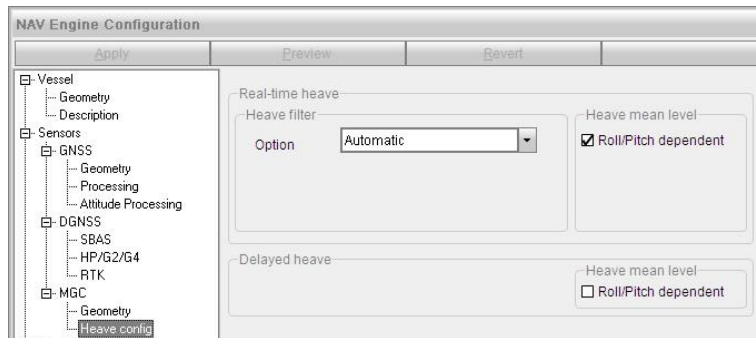 NAV Engine Configuration
Apply Preview Revert
Vessel
Geometry
Description
Sensors
GNSS
Geometry
Processing
Attitude Processing
DGNSS
SBAS
HP/G2/G4
RTK
MGC
Geometry
Heave config
Real-time heave
Heave filter
Option Automatic
Heave mean level
Roll/Pitch dependent
Delayed heave
Heave mean level
Roll/Pitch dependent